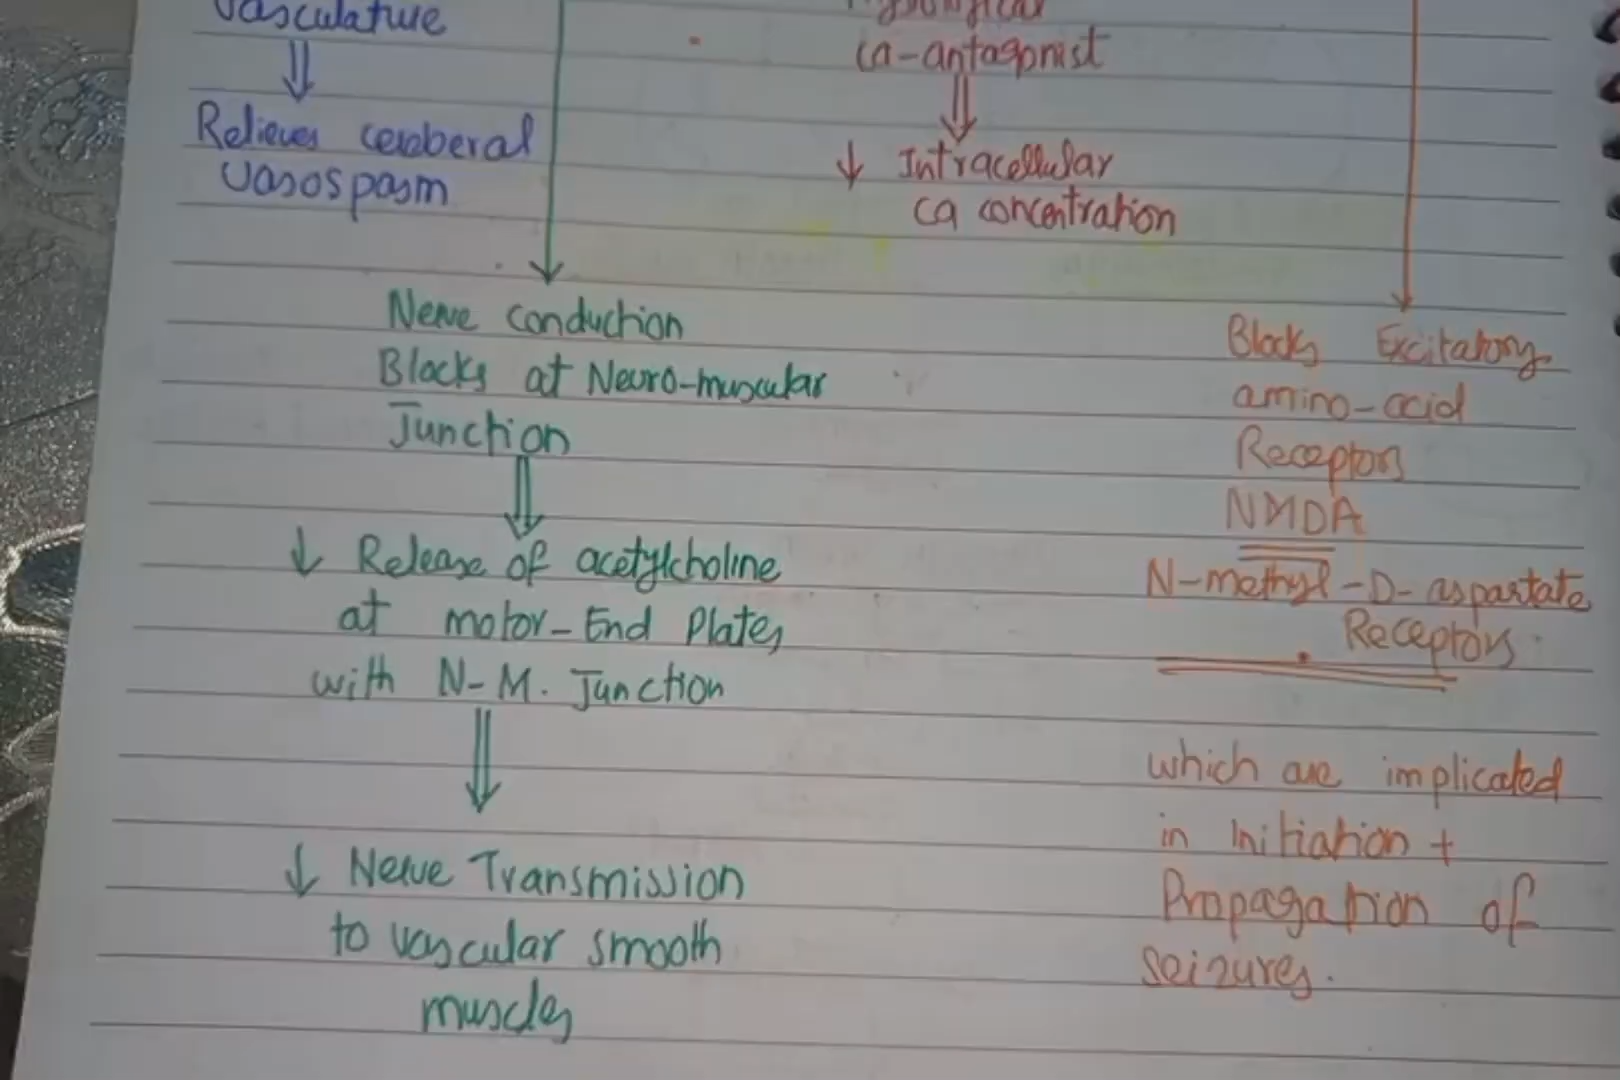 Vasculature
⇓
Relieves cereberal
Vasospasm
Ca-antagonist
⇓
↓ Intracellular
Ca concentration
Nerve conduction
Blocks at Neuro-muscular
Junction
⇓
↓ Release of acetylcholine
at motor-End Plates
with N-M. Junction
⇓
↓ Nerve Transmission
to vascular smooth
muscles
Blocks Excitatory
amino-acid
Receptors
NMDA
N-methyl-D-aspartate
Receptors.
which are implicated
in Initiation +
Propagation of
seizures.